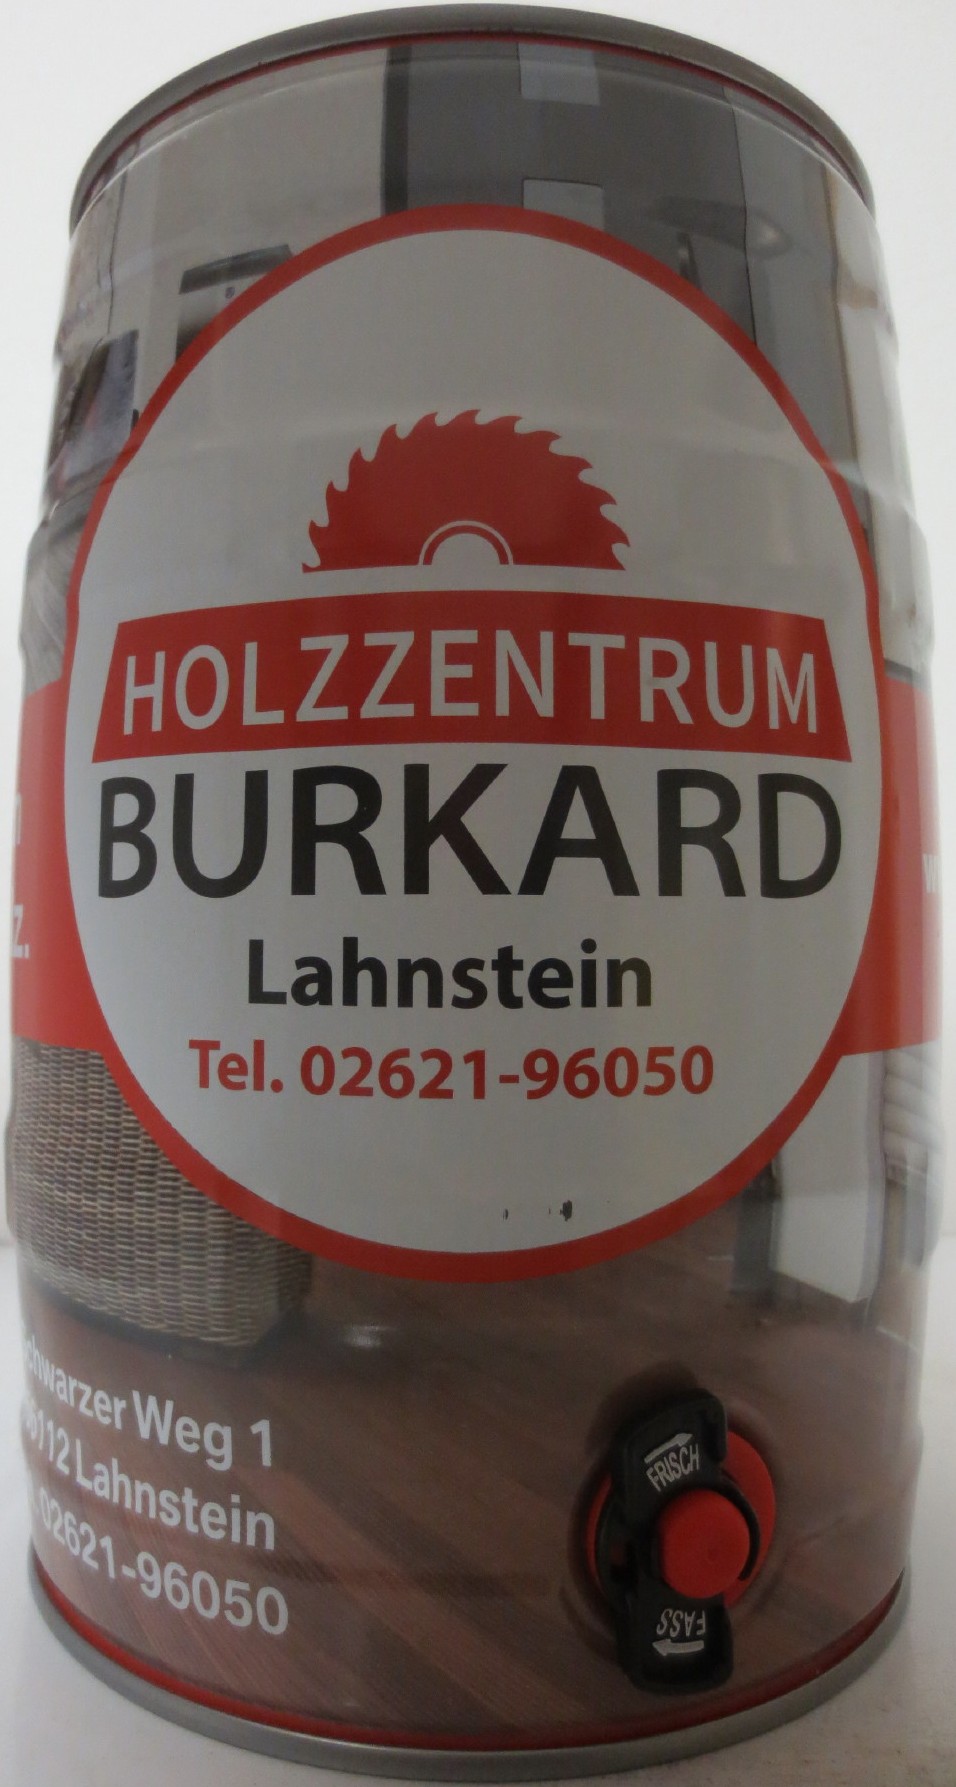 HOLZZENTRUM
BURKARD
Lahnstein
Tel. 02621-96050
Weg 1
Lahnstein
02621-96050
FRISCH
FASS